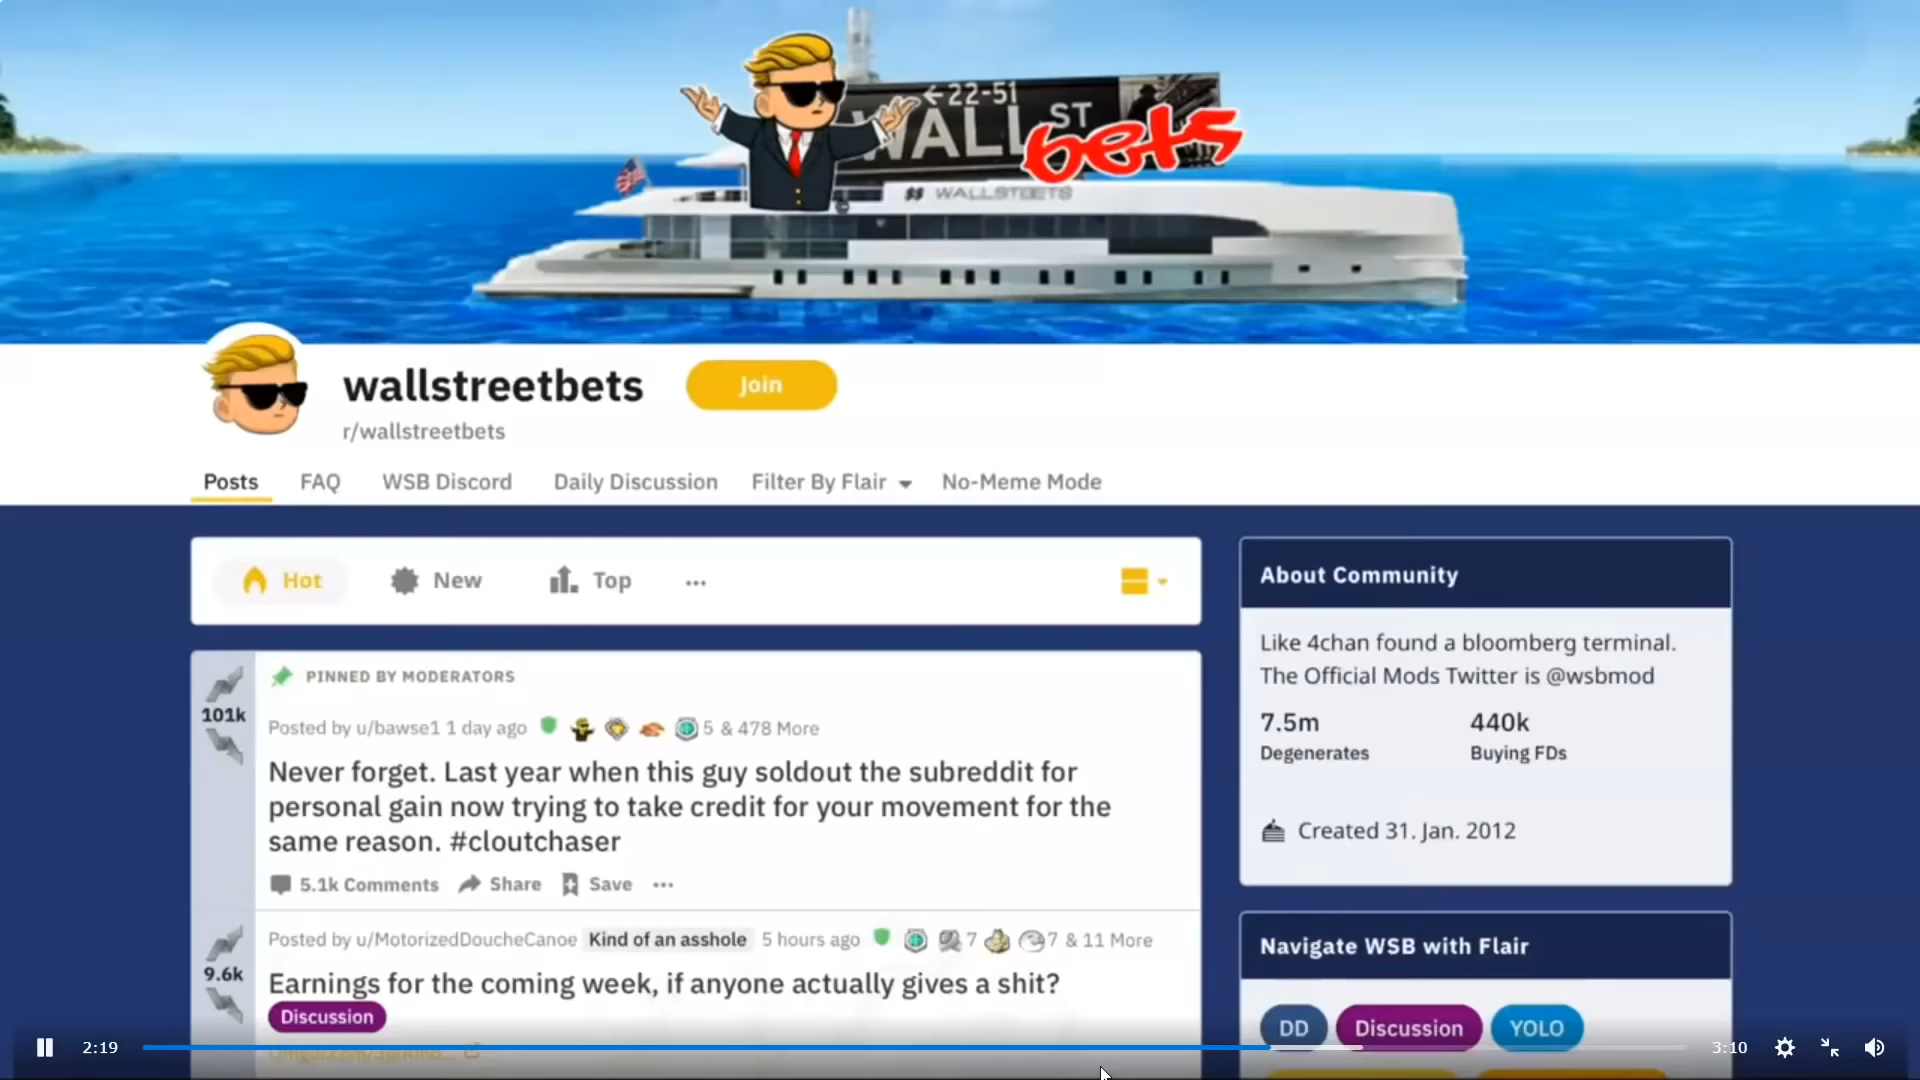 ←22-51
WALL ST
bets
$$ WALLSTBETS
wallstreetbets
Join
r/wallstreetbets
Posts FAQ WSB Discord Daily Discussion Filter By Flair No-Meme Mode
Hot New Top ...
About Community
Like 4chan found a bloomberg terminal.
The Official Mods Twitter is @wsbmod
7.5m 440k
Degenerates Buying FDs
Created 31. Jan. 2012
PINNED BY MODERATORS
101k
Posted by u/bawse1 1 day ago 5 & 478 More
Never forget. Last year when this guy soldout the subreddit for
personal gain now trying to take credit for your movement for the
same reason. #cloutchaser
5.1k Comments Share Save ...
Posted by u/MotorizedDoucheCanoe Kind of an asshole 5 hours ago 7 7 & 11 More
9.6k
Earnings for the coming week, if anyone actually gives a shit?
Discussion
Navigate WSB with Flair
DD Discussion YOLO
2:19 3:10